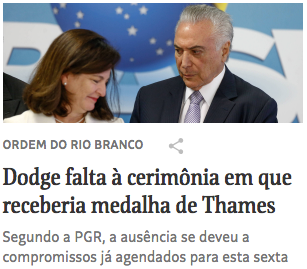 ORDEM DO RIO BRANCO
Dodge falta à cerimônia em que
receberia medalha de Thames
Segundo a PGR, a ausência se deveu a
compromissos já agendados para esta sexta